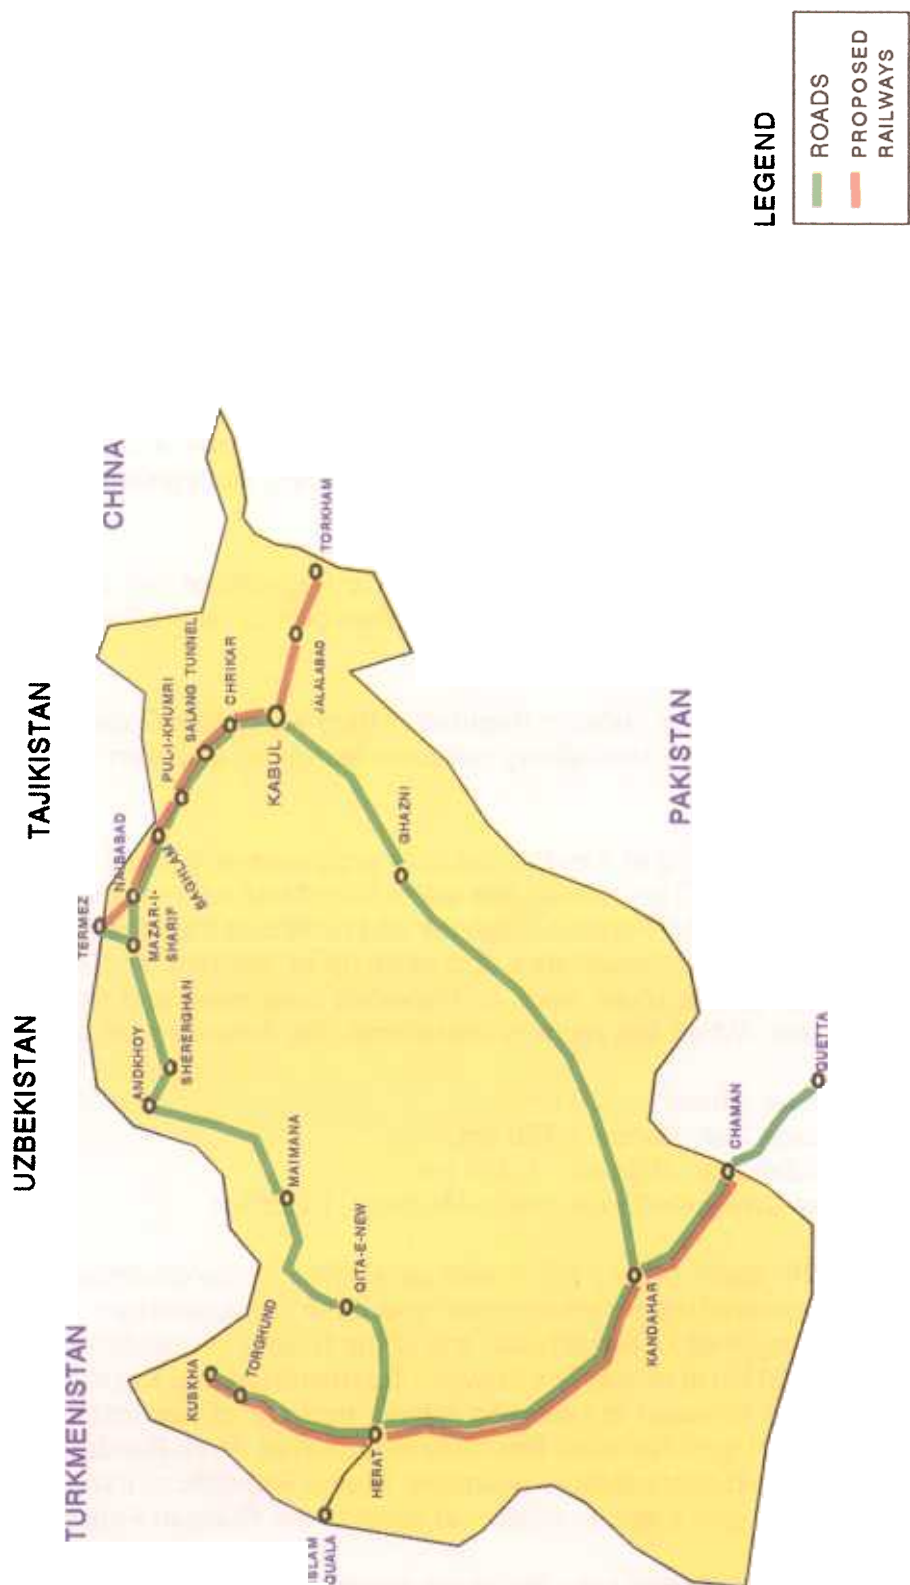 UZBEKISTAN
TAJIKISTAN
TURKMENISTAN
CHINA
PAKISTAN
TERMEZ
NAIBABAD
MAZAR-I-
SHARIF
BAGHLAM
PUL-I-KHUMRI
SALANG TUNNEL
CHRIKAR
KABUL
JALALABAD
TORKHAM
ANDKHOY
SHERERGHAN
MAIMANA
QITA-E-NEW
KUSKHA
TORGHUND
HERAT
ISLAM
QUALA
GHAZNI
KANDAHAR
CHAMAN
QUETTA
LEGEND
ROADS
PROPOSED
RAILWAYS